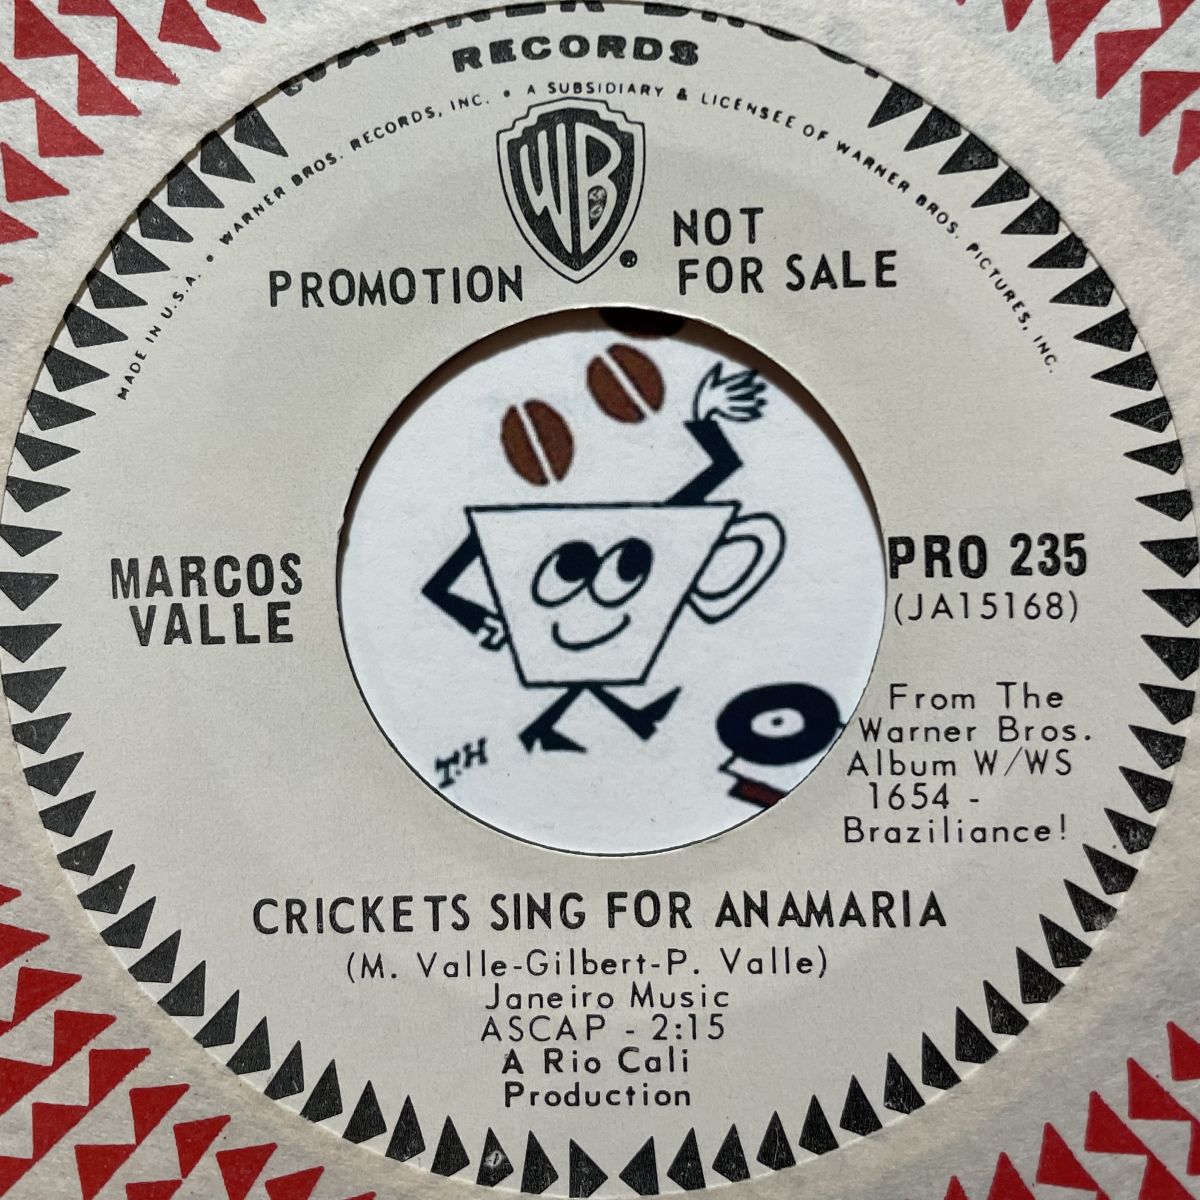 WARNER BROS.
RECORDS
MADE IN U.S.A. • WARNER BROS. RECORDS, INC. • A SUBSIDIARY & LICENSEE OF WARNER BROS. PICTURES, INC.
WB
®
PROMOTION
NOT
FOR SALE
MARCOS
VALLE
PRO 235
(JA15168)
From The
Warner Bros.
Album W/WS
1654 -
Braziliance!
T.H
CRICKETS SING FOR ANAMARIA
(M. Valle-Gilbert-P. Valle)
Janeiro Music
ASCAP - 2:15
A Rio Cali
Production